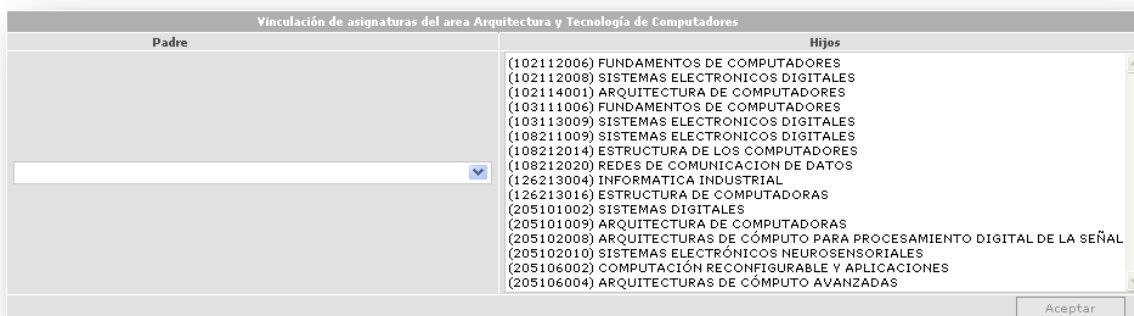 Vinculación de asignaturas del area Arquitectura y Tecnología de Computadores
Padre
Hijos
(102112006) FUNDAMENTOS DE COMPUTADORES
(102112008) SISTEMAS ELECTRONICOS DIGITALES
(102114001) ARQUITECTURA DE COMPUTADORES
(103111006) FUNDAMENTOS DE COMPUTADORES
(103113009) SISTEMAS ELECTRONICOS DIGITALES
(108211009) SISTEMAS ELECTRONICOS DIGITALES
(108212014) ESTRUCTURA DE LOS COMPUTADORES
(108212020) REDES DE COMUNICACION DE DATOS
(126213004) INFORMATICA INDUSTRIAL
(126213016) ESTRUCTURA DE COMPUTADORAS
(205101002) SISTEMAS DIGITALES
(205101009) ARQUITECTURA DE COMPUTADORAS
(205102008) ARQUITECTURAS DE CÓMPUTO PARA PROCESAMIENTO DIGITAL DE LA SEÑAL
(205102010) SISTEMAS ELECTRÓNICOS NEUROSENSORIALES
(205106002) COMPUTACIÓN RECONFIGURABLE Y APLICACIONES
(205106004) ARQUITECTURAS DE CÓMPUTO AVANZADAS
Aceptar